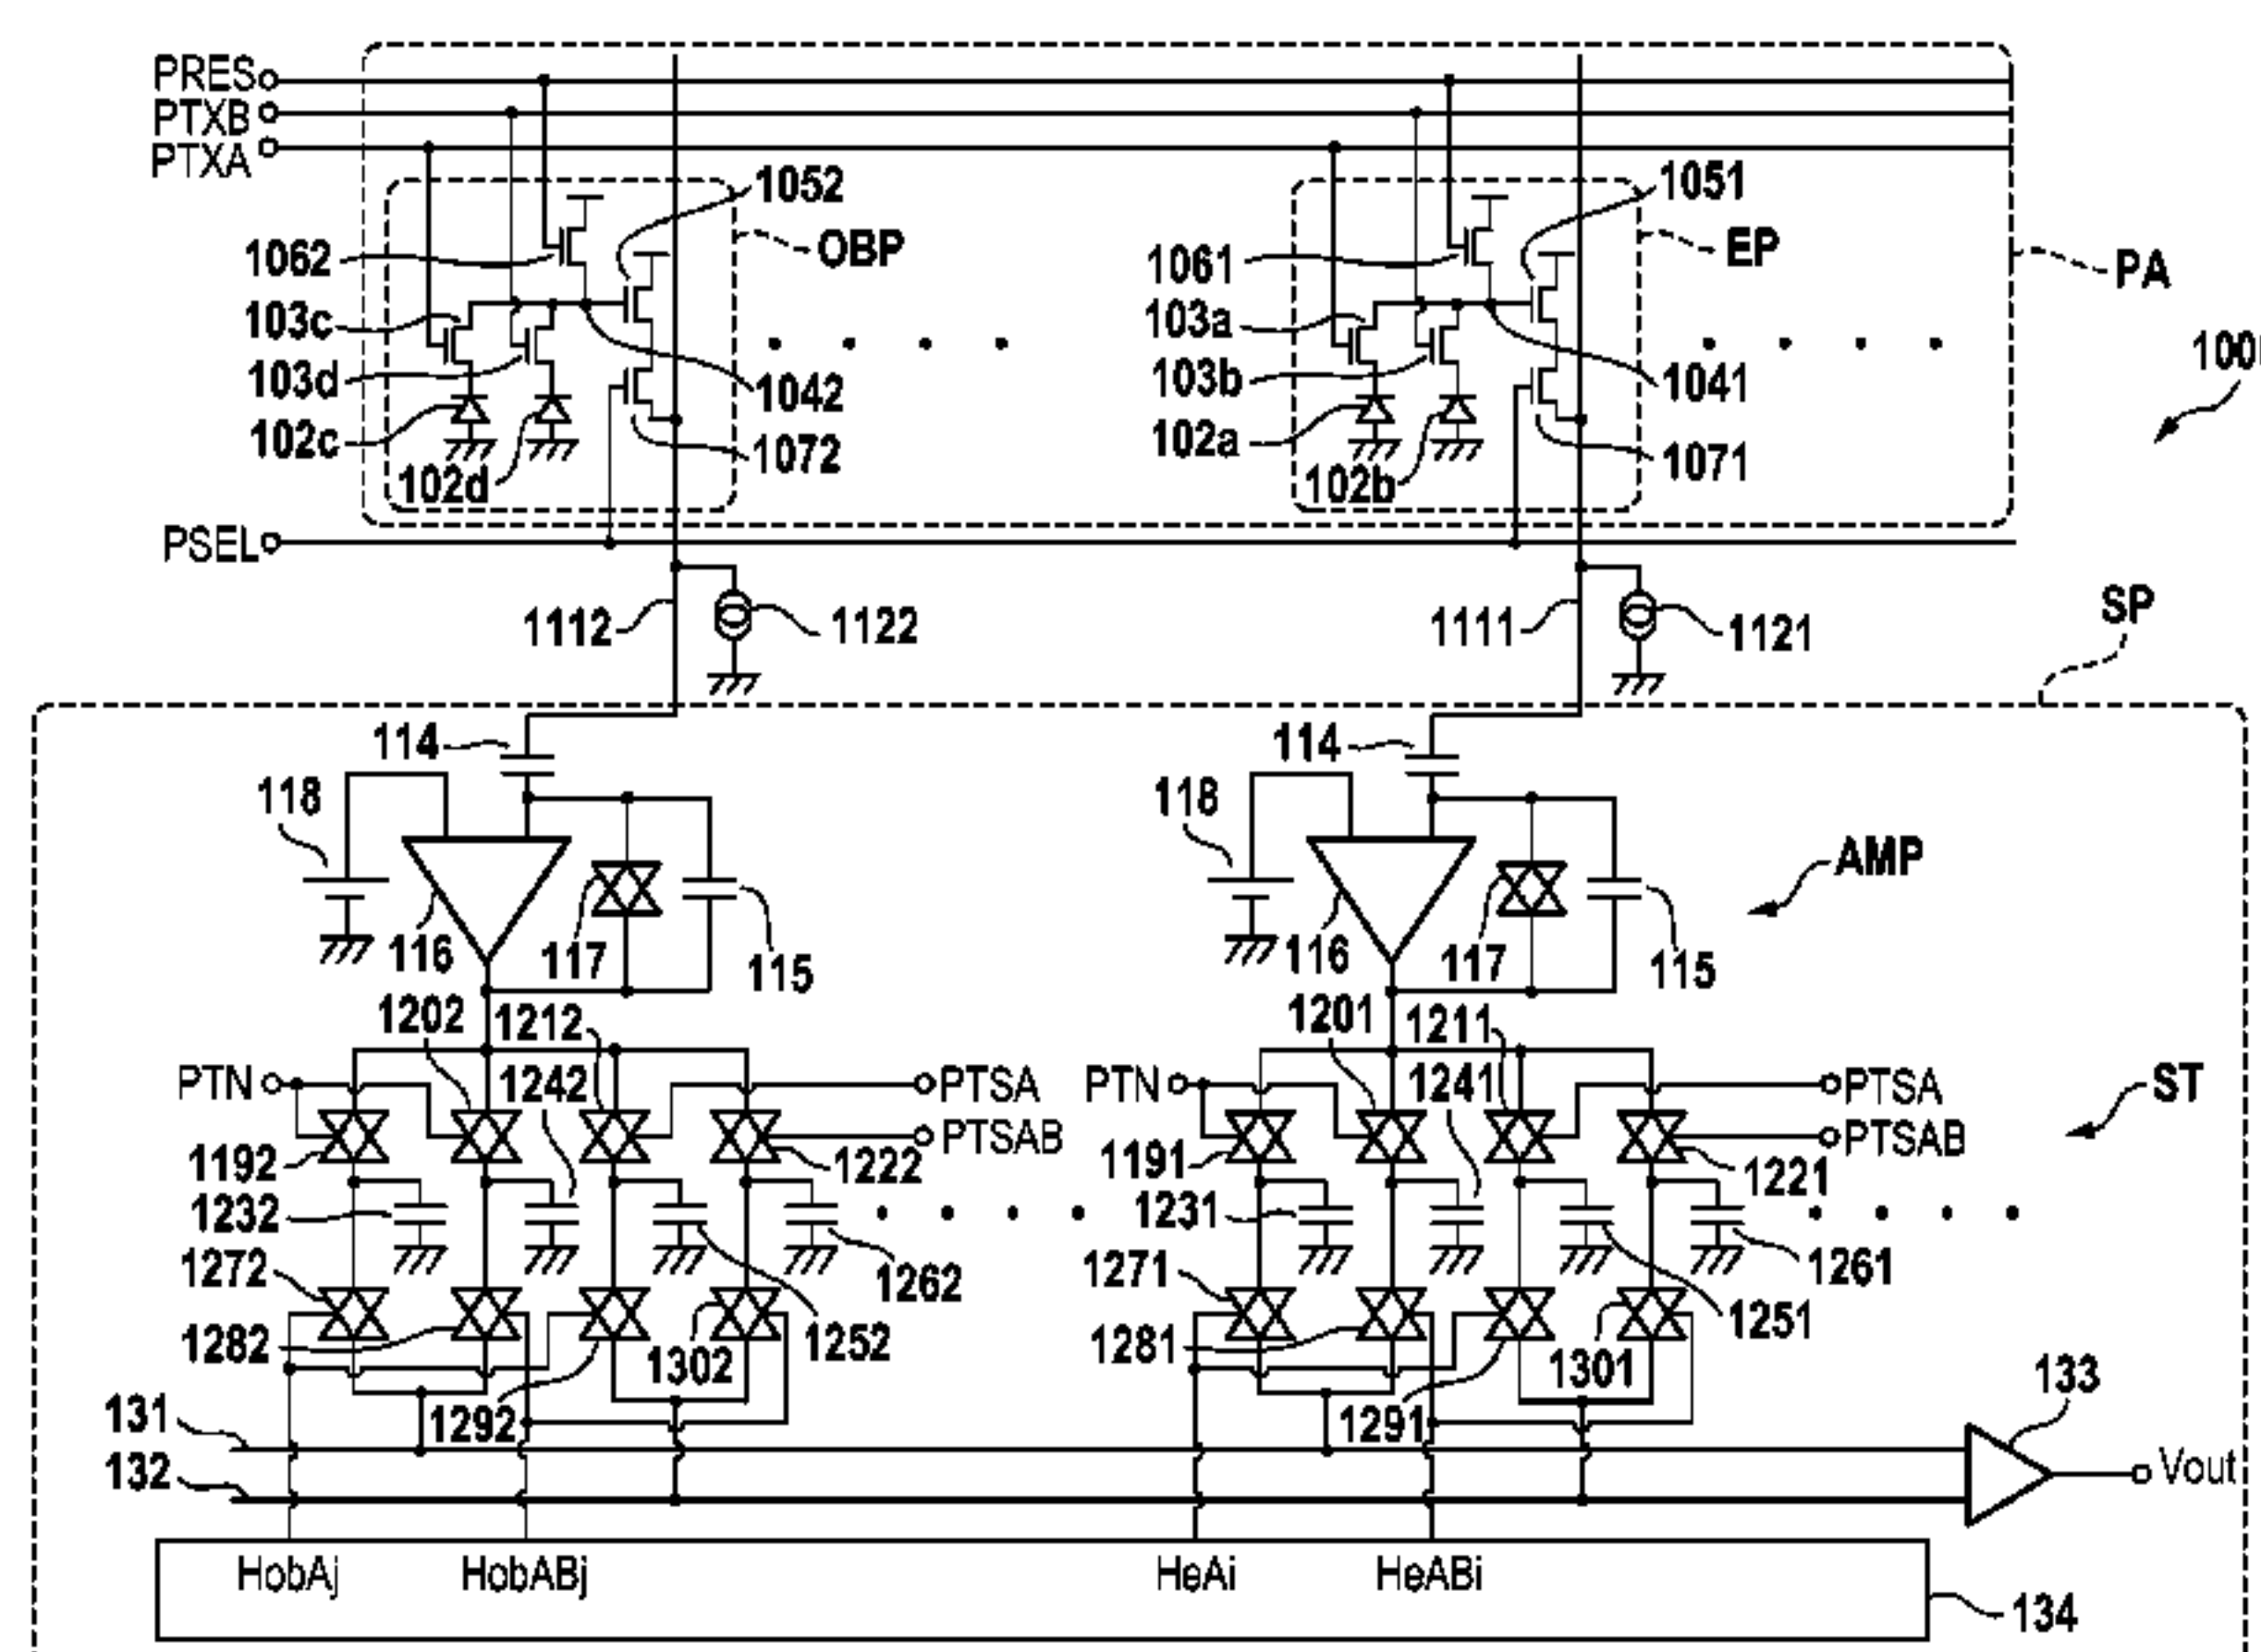 PRES
PTXB
PTXA
1052 1051
1062 OBP 1061 EP PA
103c 103a
103d 1042 103b 1041
102c 1072 102a 1071
102d 102b
PSEL
1112 1122 1111 1121
SP
114 114
118 118
AMP
116 117 115 116 117 115
1202 1212 1201 1211
PTN 1242 PTSA PTN 1241 PTSA ST
PTSAB PTSAB
1192 1222 1191 1221
1232 1231
1272 1262 1271 1261
1282 1302 1252 1281 1301 1251
131 1292 1291 133
132 Vout
HobAj HobABj HeAi HeABi
134